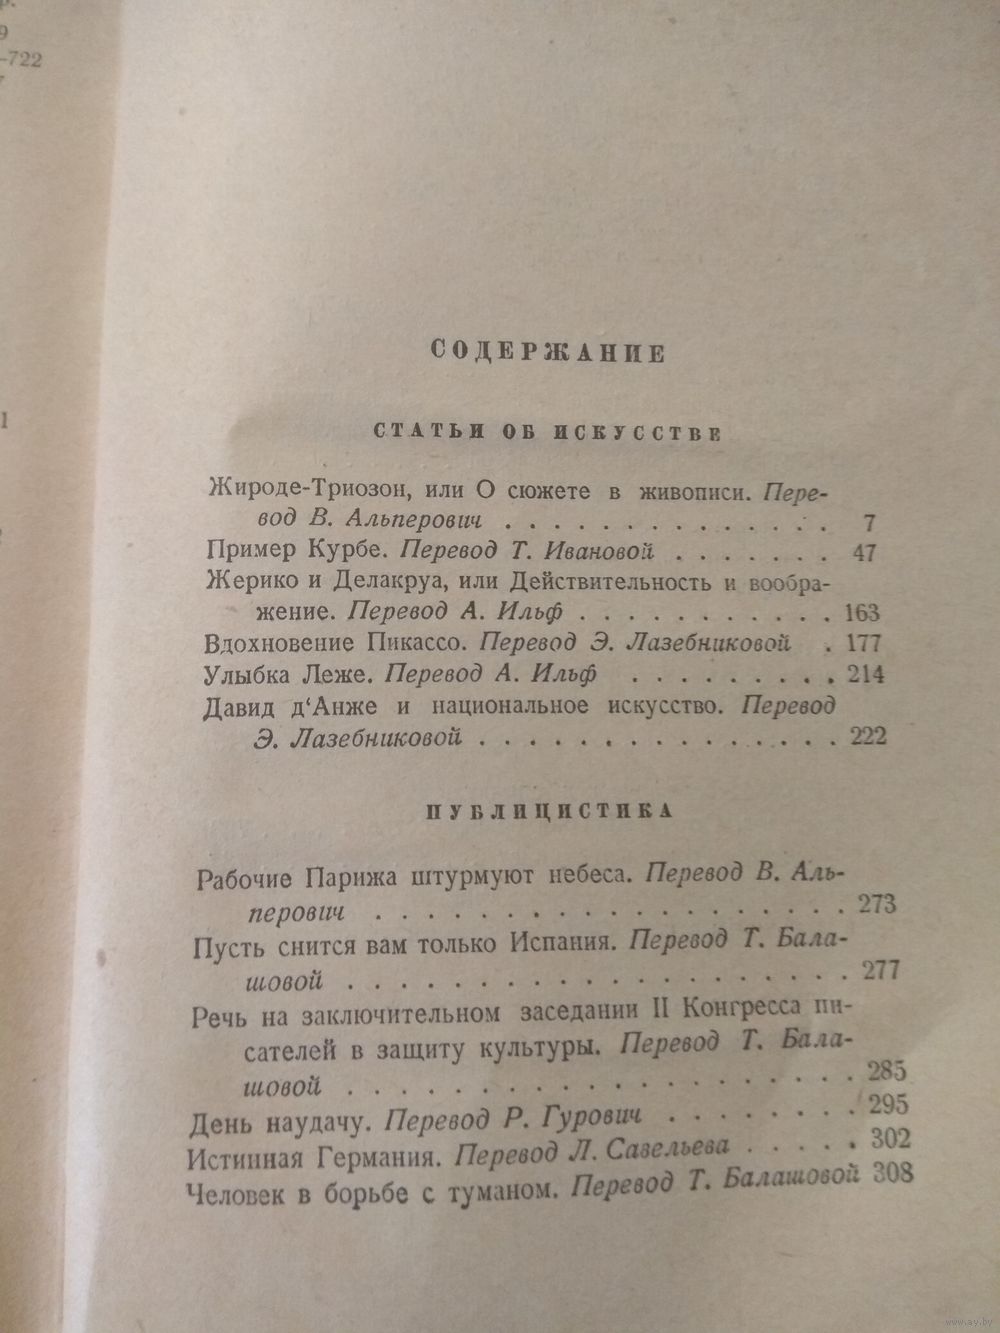 9
-722
СОДЕРЖАНИЕ
СТАТЬИ ОБ ИСКУССТВЕ
Жироде-Триозон, или О сюжете в живописи. Пере-
вод В. Альперович . . . . . . . . . . . . . . 7
Пример Курбе. Перевод Т. Ивановой . . . . . . . 47
Жерико и Делакруа, или Действительность и вообра-
жение. Перевод А. Ильф . . . . . . . . . . . 163
Вдохновение Пикассо. Перевод Э. Лазебниковой . 177
Улыбка Леже. Перевод А. Ильф . . . . . . . . . 214
Давид д‘Анже и национальное искусство. Перевод
Э. Лазебниковой . . . . . . . . . . . . . . . 222
ПУБЛИЦИСТИКА
Рабочие Парижа штурмуют небеса. Перевод В. Аль-
перович . . . . . . . . . . . . . . . . . . . 273
Пусть снится вам только Испания. Перевод Т. Бала-
шовой . . . . . . . . . . . . . . . . . . . . 277
Речь на заключительном заседании II Конгресса пи-
сателей в защиту культуры. Перевод Т. Бала-
шовой . . . . . . . . . . . . . . . . . . . . 285
День наудачу. Перевод Р. Гурович . . . . . . . . 295
Истинная Германия. Перевод Л. Савельева . . . . . 302
Человек в борьбе с туманом. Перевод Т. Балашовой 308
www.ay.by